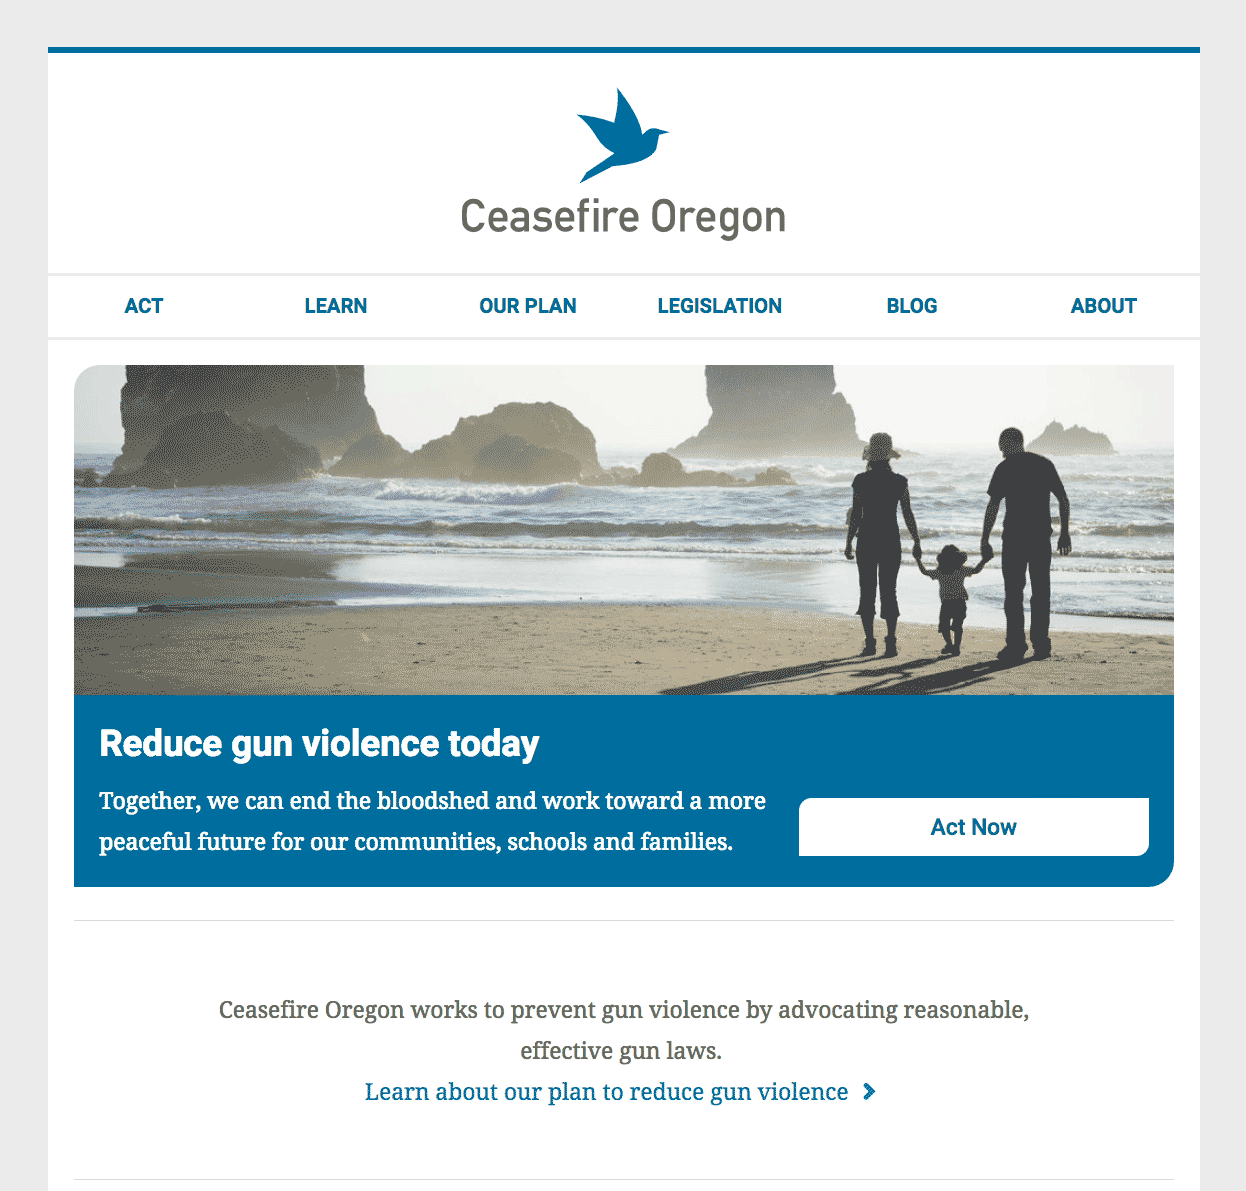 Ceasefire Oregon
ACT LEARN OUR PLAN LEGISLATION BLOG ABOUT
Reduce gun violence today
Together, we can end the bloodshed and work toward a more
peaceful future for our communities, schools and families.
Act Now
Ceasefire Oregon works to prevent gun violence by advocating reasonable,
effective gun laws.
Learn about our plan to reduce gun violence